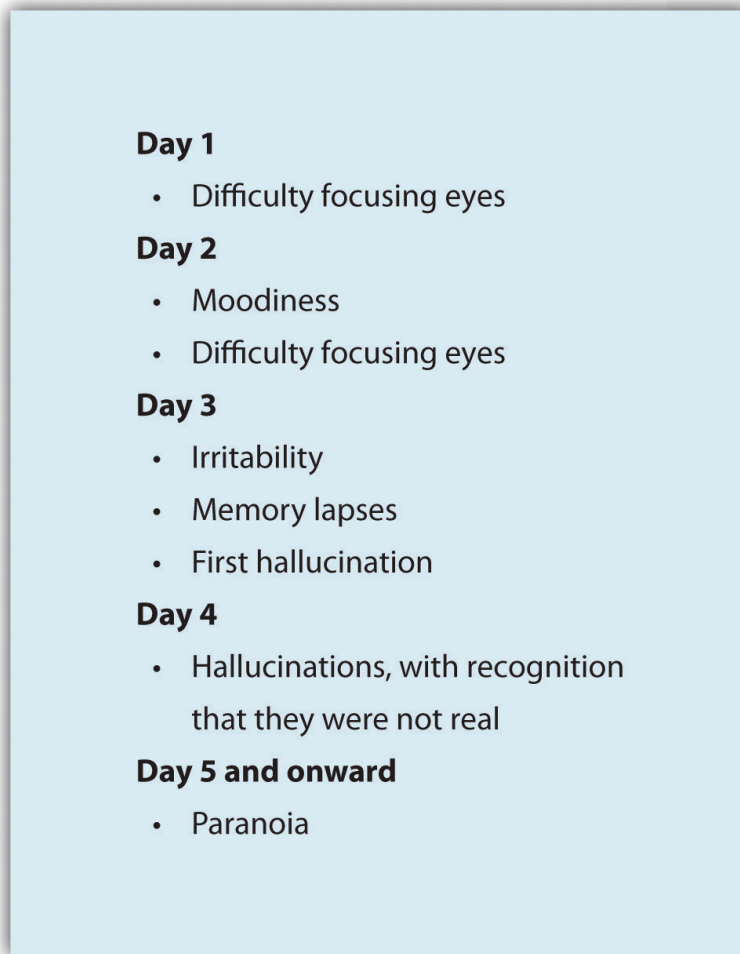 Day 1
• Difficulty focusing eyes
Day 2
• Moodiness
• Difficulty focusing eyes
Day 3
• Irritability
• Memory lapses
• First hallucination
Day 4
• Hallucinations, with recognition
that they were not real
Day 5 and onward
• Paranoia